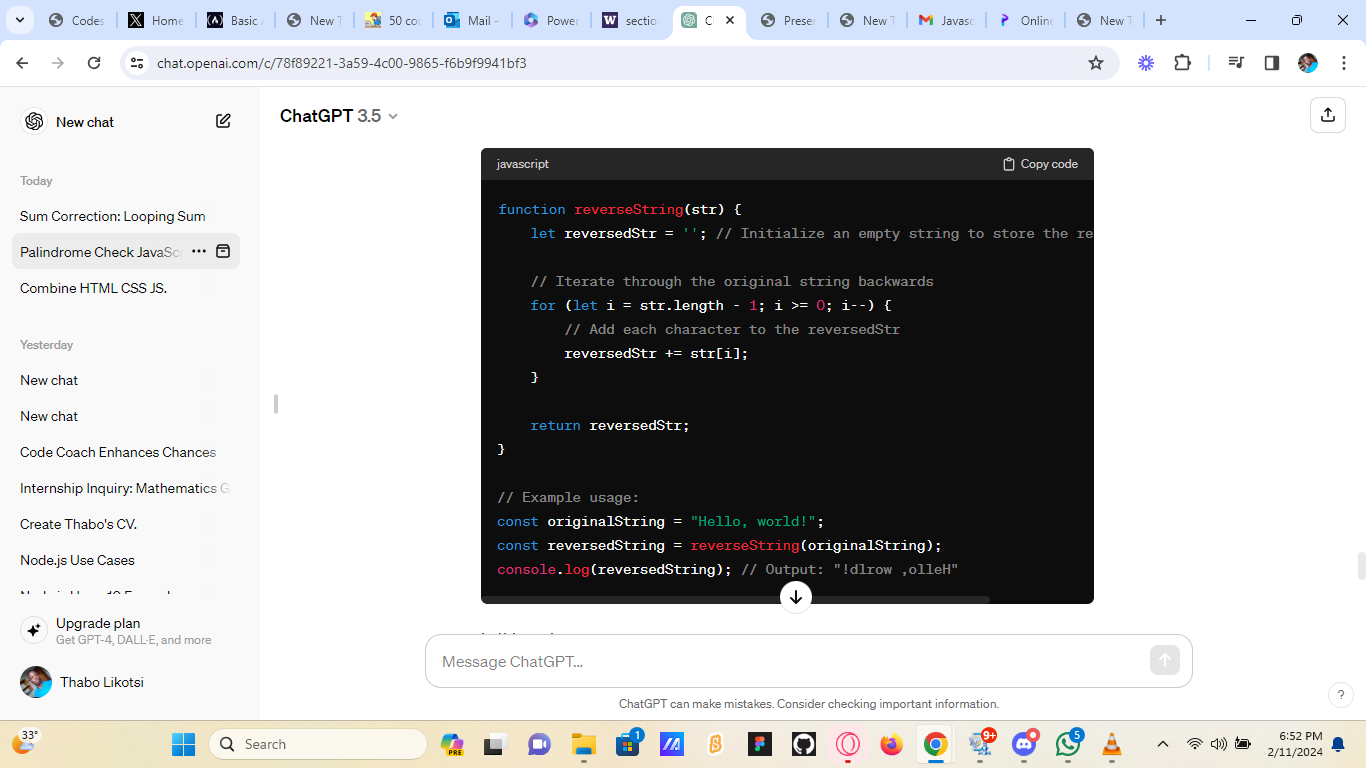 Codes
Home
Basic
New T
50 co
Mail -
Power
sectio
C
Prese
New T
Javasc
Online
New T
chat.openai.com/c/78f89221-3a59-4c00-9865-f6b9f9941bf3
New chat
Today
Sum Correction: Looping Sum
Palindrome Check JavaSc
Combine HTML CSS JS.
Yesterday
New chat
New chat
Code Coach Enhances Chances
Internship Inquiry: Mathematics G
Create Thabo's CV.
Node.js Use Cases
Upgrade plan
Get GPT-4, DALL·E, and more
Thabo Likotsi
ChatGPT 3.5
javascript
Copy code
function reverseString(str) {
let reversedStr = ''; // Initialize an empty string to store the re
// Iterate through the original string backwards
for (let i = str.length - 1; i >= 0; i--) {
// Add each character to the reversedStr
reversedStr += str[i];
}
return reversedStr;
}
// Example usage:
const originalString = "Hello, world!";
const reversedString = reverseString(originalString);
console.log(reversedString); // Output: "!dlrow ,olleH"
Message ChatGPT...
ChatGPT can make mistakes. Consider checking important information.
?
33°
Search
PRE
1
9+
5
6:52 PM
2/11/2024